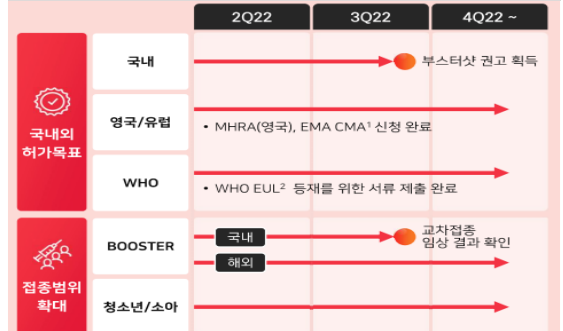 2Q22 3Q22 4Q22 ~
국내외
허가목표
국내
부스터샷 권고 획득
영국/유럽
• MHRA(영국), EMA CMA¹ 신청 완료
WHO
• WHO EUL² 등재를 위한 서류 제출 완료
접종범위
확대
BOOSTER
국내
교차접종
임상 결과 확인
해외
청소년/소아